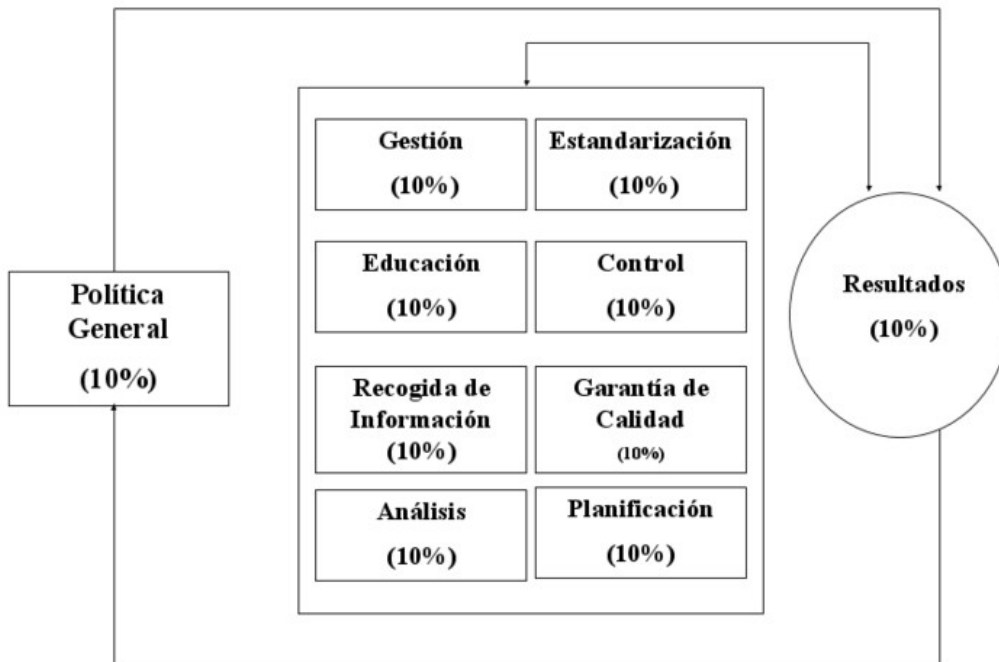 Gestión
(10%)
Estandarización
(10%)
Educación
(10%)
Control
(10%)
Política
General
(10%)
Resultados
(10%)
Recogida de
Información
(10%)
Garantía de
Calidad
(10%)
Análisis
(10%)
Planificación
(10%)